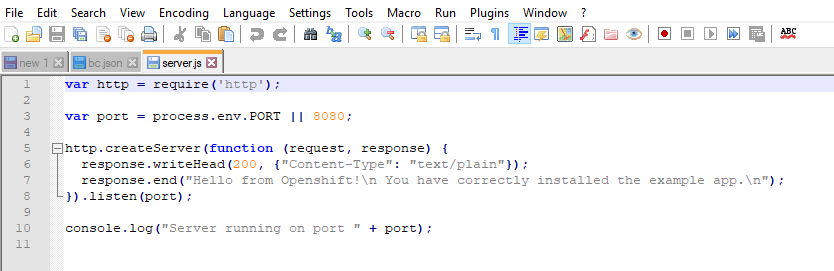 File Edit Search View Encoding Language Settings Tools Macro Run Plugins Window ?
ABC
new 1 bc.json server.js
1 var http = require('http');
2
3 var port = process.env.PORT || 8080;
4
5 http.createServer(function (request, response) {
6 response.writeHead(200, {"Content-Type": "text/plain"});
7 response.end("Hello from Openshift!\n You have correctly installed the example app.\n");
8 }).listen(port);
9
10 console.log("Server running on port " + port);
11